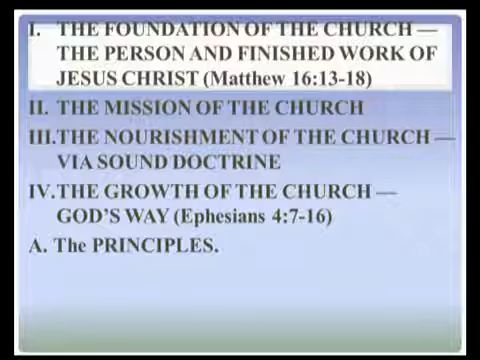 I. THE FOUNDATION OF THE CHURCH —
THE PERSON AND FINISHED WORK OF
JESUS CHRIST (Matthew 16:13-18)
II. THE MISSION OF THE CHURCH
III.THE NOURISHMENT OF THE CHURCH —
VIA SOUND DOCTRINE
IV.THE GROWTH OF THE CHURCH —
GOD'S WAY (Ephesians 4:7-16)
A. The PRINCIPLES.